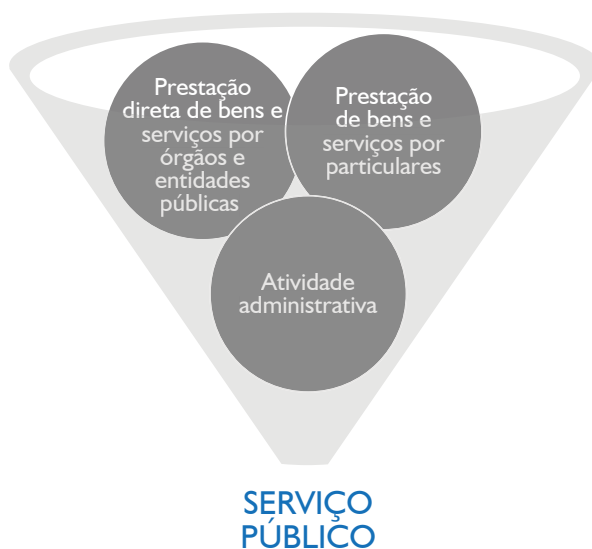 Prestação
direta de bens e
serviços por
órgãos e
entidades
públicas
Prestação
de bens e
serviços por
particulares
Atividade
administrativa
SERVIÇO
PÚBLICO